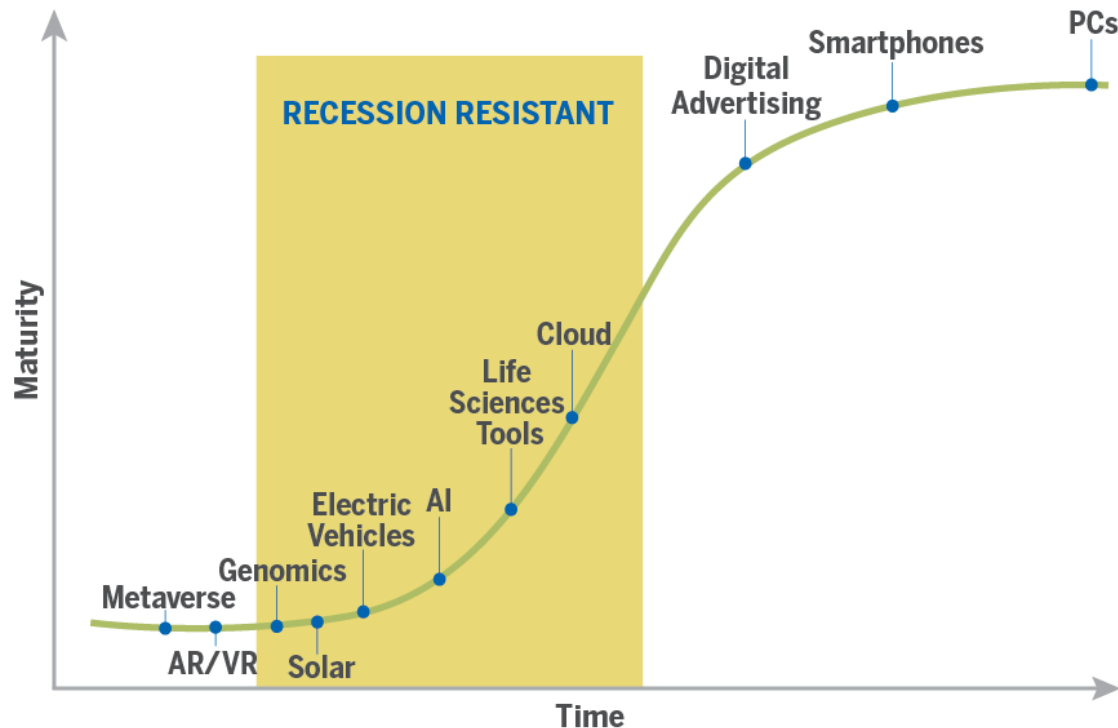 PCs
Smartphones
Digital
Advertising
RECESSION RESISTANT
Cloud
Life
Sciences
Tools
AI
Electric
Vehicles
Genomics
Metaverse
AR/VR
Solar
Maturity
Time